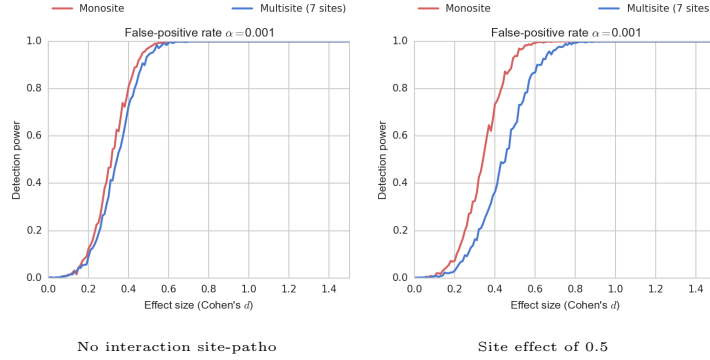 Monosite Multisite (7 sites)
False-positive rate α=0.001
1.0
0.8
0.6
0.4
0.2
0.0
Detection power
0.0 0.2 0.4 0.6 0.8 1.0 1.2 1.4
Effect size (Cohen's d)
No interaction site-patho
Monosite Multisite (7 sites)
False-positive rate α=0.001
1.0
0.8
0.6
0.4
0.2
0.0
Detection power
0.0 0.2 0.4 0.6 0.8 1.0 1.2 1.4
Effect size (Cohen's d)
Site effect of 0.5